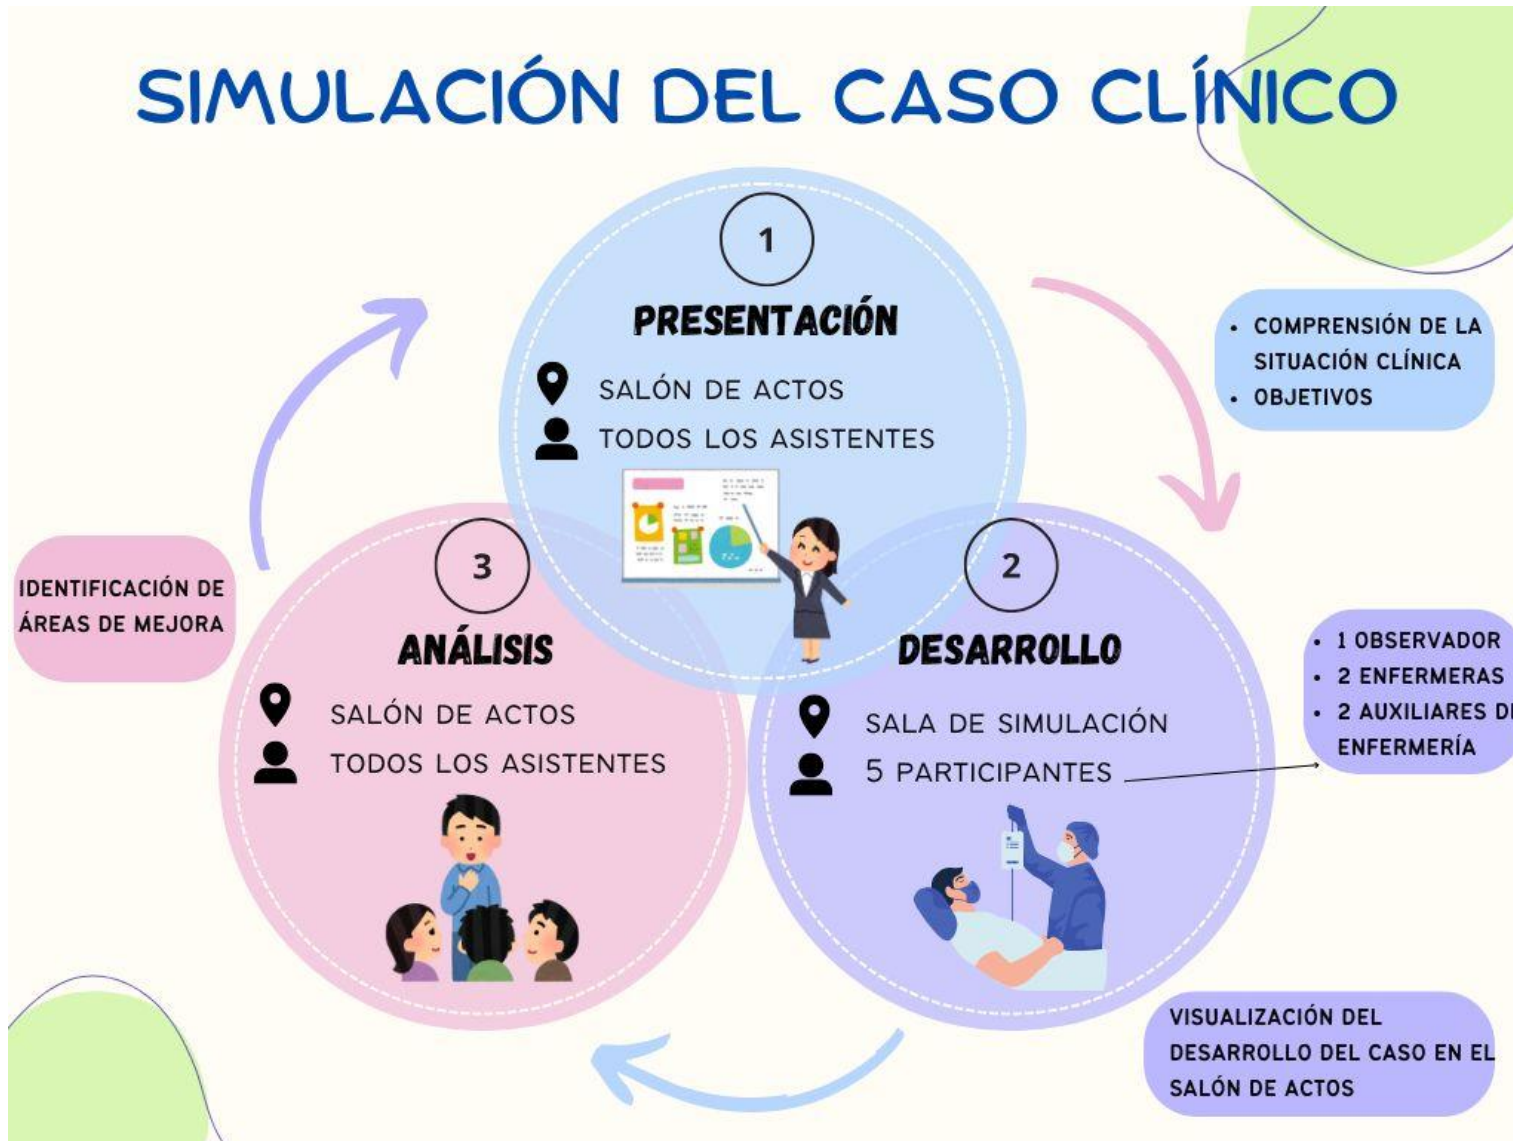 SIMULACIÓN DEL CASO CLÍNICO
1
PRESENTACIÓN
SALÓN DE ACTOS
TODOS LOS ASISTENTES
• COMPRENSIÓN DE LA
SITUACIÓN CLÍNICA
• OBJETIVOS
2
DESARROLLO
SALA DE SIMULACIÓN
5 PARTICIPANTES
• 1 OBSERVADOR
• 2 ENFERMERAS
• 2 AUXILIARES D
ENFERMERÍA
VISUALIZACIÓN DEL
DESARROLLO DEL CASO EN EL
SALÓN DE ACTOS
3
ANÁLISIS
SALÓN DE ACTOS
TODOS LOS ASISTENTES
IDENTIFICACIÓN DE
ÁREAS DE MEJORA